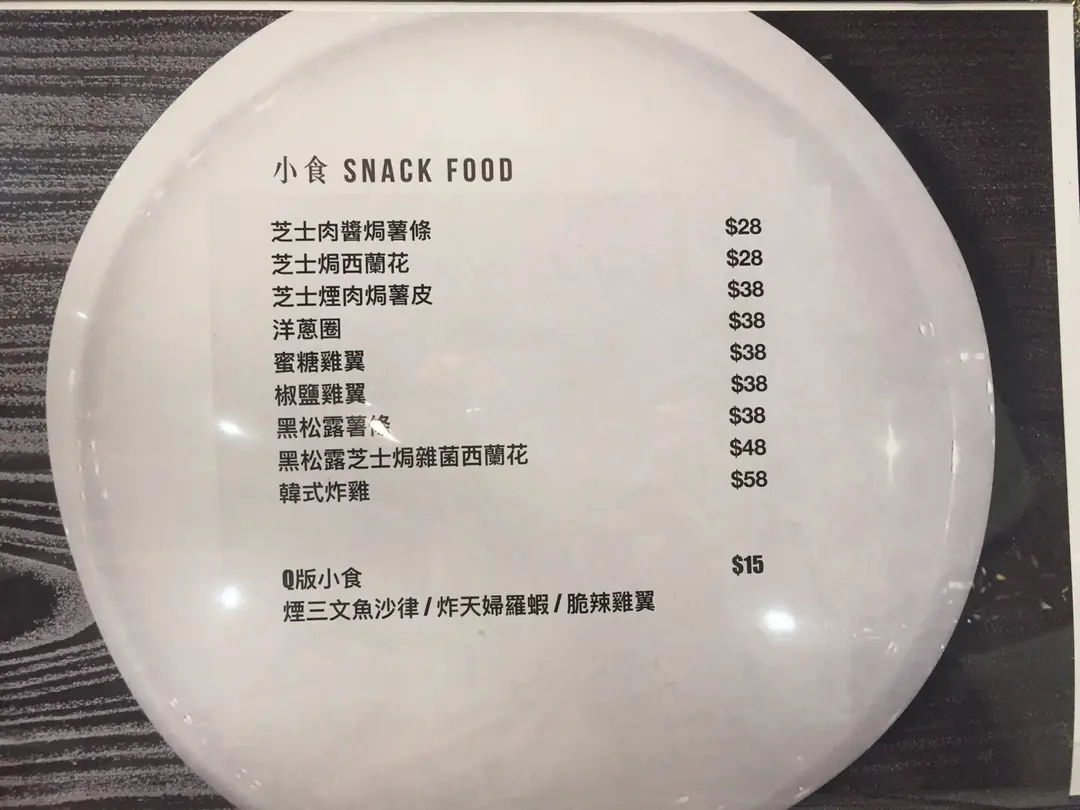 小食 SNACK FOOD
芝士肉醬焗薯條 $28
芝士焗西蘭花 $28
芝士煙肉焗薯皮 $38
洋蔥圈 $38
蜜糖雞翼 $38
椒鹽雞翼 $38
黑松露薯條 $38
黑松露芝士焗雜菌西蘭花 $48
韓式炸雞 $58
Q版小食 $15
煙三文魚沙律 / 炸天婦羅蝦 / 脆辣雞翼